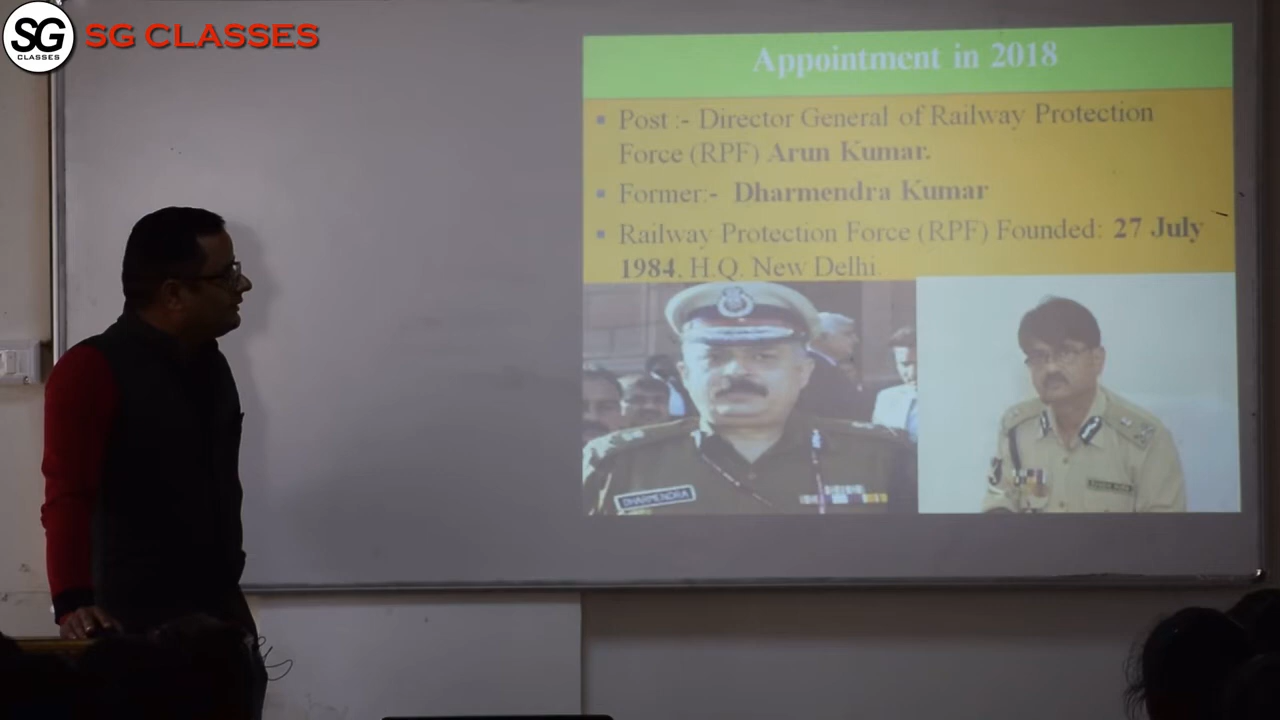 SG
CLASSES
SG CLASSES
Appointment in 2018
▪ Post :- Director General of Railway Protection
Force (RPF) Arun Kumar.
▪ Former:- Dharmendra Kumar
▪ Railway Protection Force (RPF) Founded: 27 July
1984. H.Q. New Delhi.
DHARMENDRA